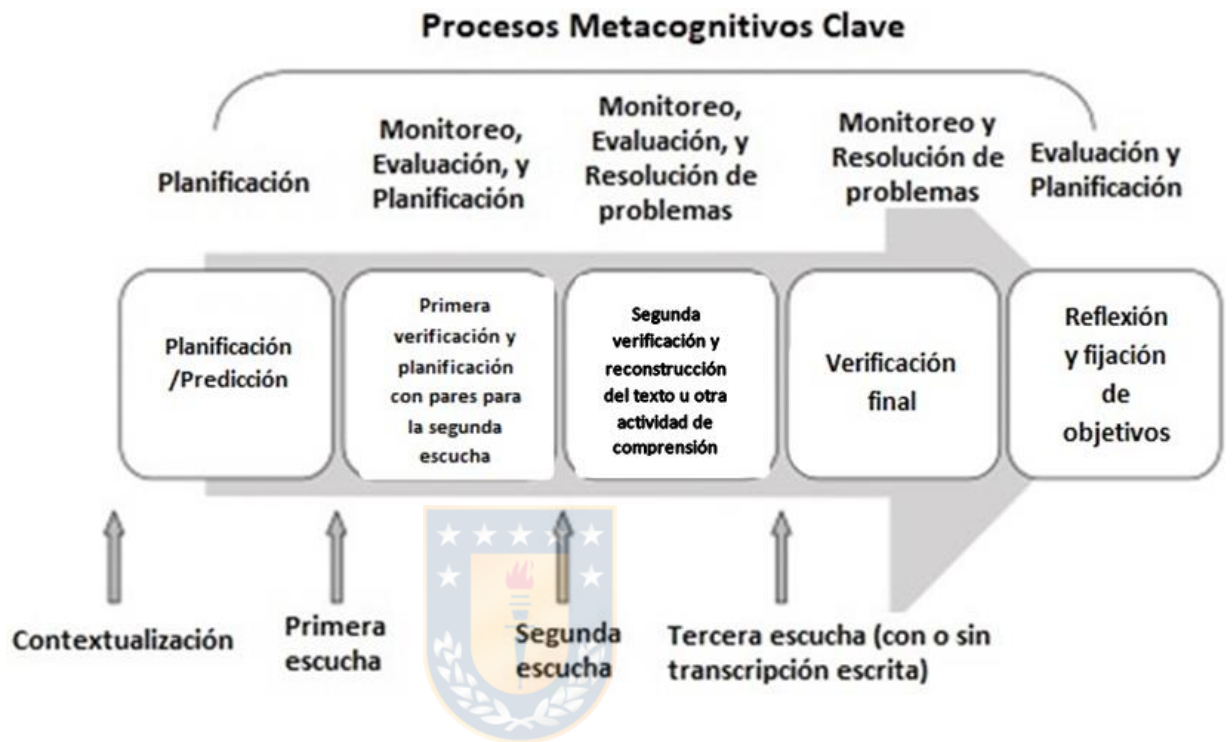 Procesos Metacognitivos Clave
Planificación
Monitoreo,
Evaluación, y
Planificación
Monitoreo,
Evaluación, y
Resolución de
problemas
Monitoreo y
Resolución de
problemas
Evaluación y
Planificación
Planificación
/Predicción
Primera
verificación y
planificación
con pares para
la segunda
escucha
Segunda
verificación y
reconstrucción
del texto u otra
actividad de
comprensión
Verificación
final
Reflexión
y fijación
de
objetivos
Contextualización
Primera
escucha
Segunda
escucha
Tercera escucha (con o sin
transcripción escrita)